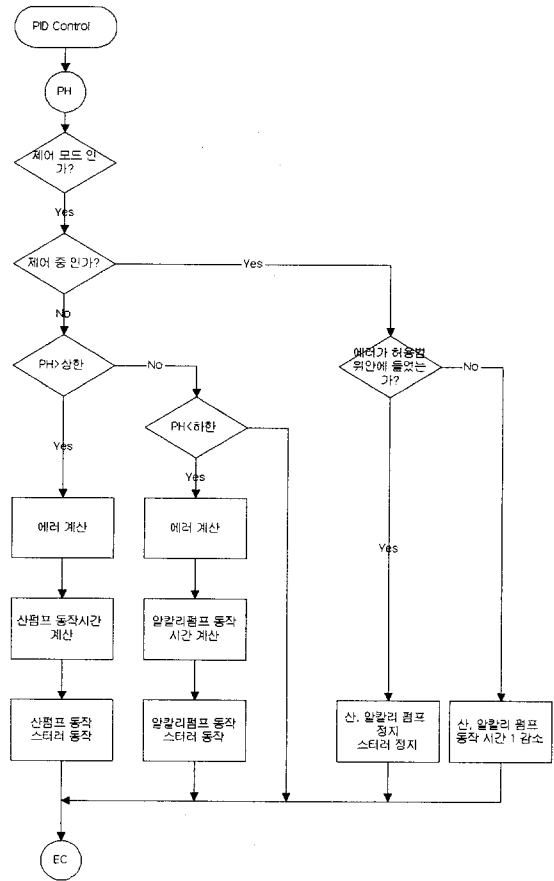 PID Control
PH
제어 모드 인
가?
Yes
제어 중 인가?
Yes
No
PH>상한
No
에러가 허용범
위안에 들었는
가?
No
PH<하한
Yes
Yes
에러 계산
에러 계산
Yes
산펌프 동작시간
계산
알칼리펌프 동작
시간 계산
산펌프 동작
스터러 동작
알칼리펌프 동작
스터러 동작
산, 알칼리 펌프
정지
스터러 정지
산, 알칼리 펌프
동작 시간 1 감소
EC